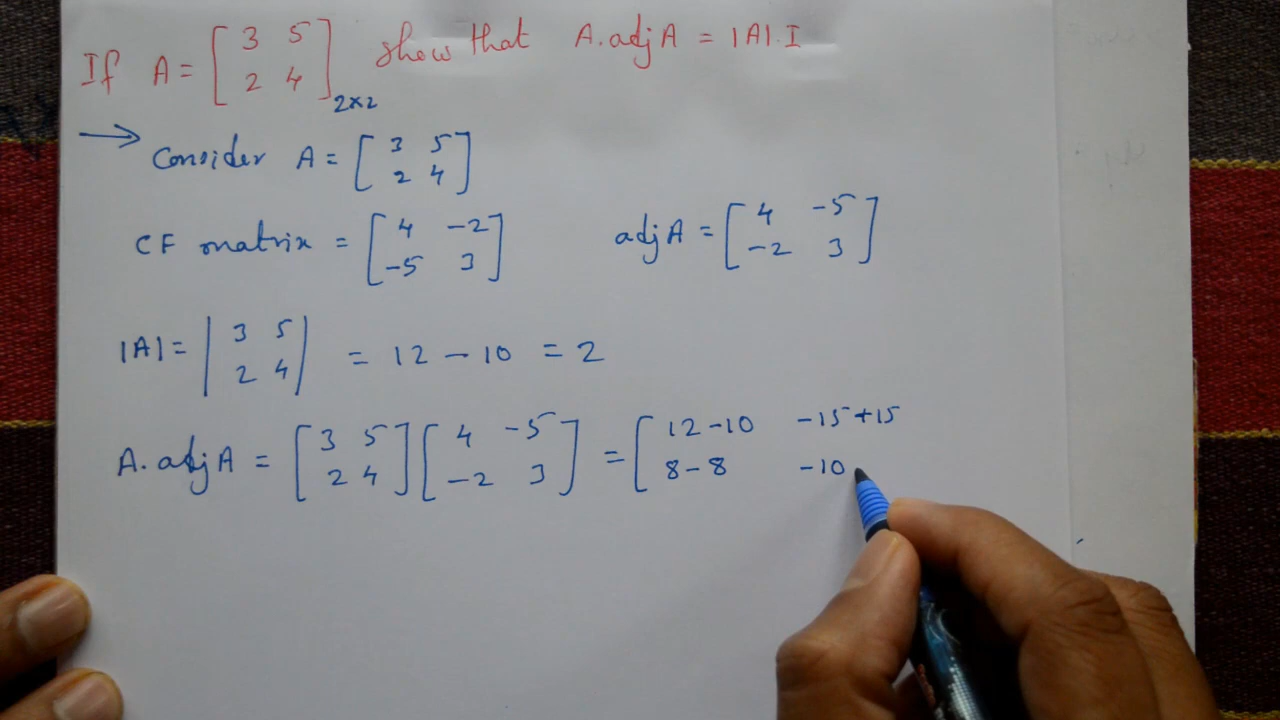 If A = [ 3 5 show that A.adjA = |A|.I
2 4 ] 2×2
→ Consider A = [ 3 5
2 4 ]
CF matrix = [ 4 -2
-5 3 ] adjA = [ 4 -5
-2 3 ]
|A| = | 3 5
2 4 | = 12 - 10 = 2
A.adjA = [ 3 5
2 4 ] [ 4 -5
-2 3 ] = [ 12-10 -15+15
8-8 -10